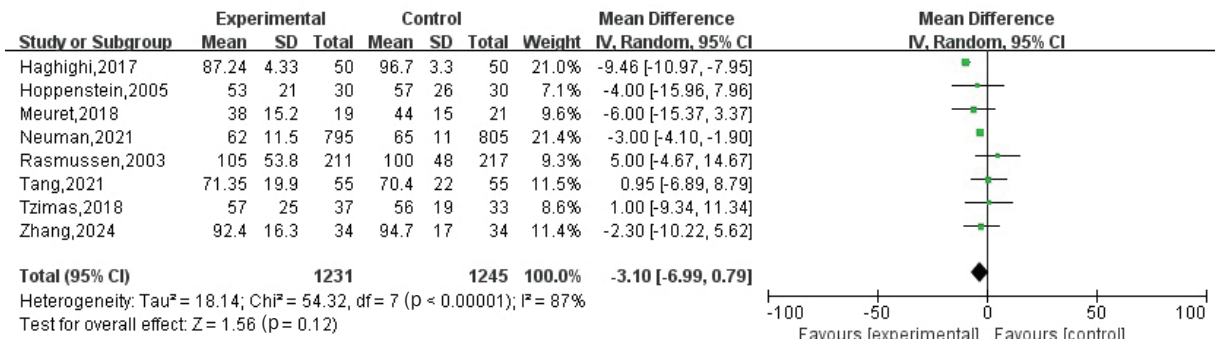 Experimental Control Mean Difference Mean Difference
Study or Subgroup Mean SD Total Mean SD Total Weight IV, Random, 95% CI IV, Random, 95% CI
Haghighi,2017 87.24 4.33 50 96.7 3.3 50 21.0% -9.46 [-10.97, -7.95]
Hoppenstein,2005 53 21 30 57 26 30 7.1% -4.00 [-15.96, 7.96]
Meuret,2018 38 15.2 19 44 15 21 9.6% -6.00 [-15.37, 3.37]
Neuman,2021 62 11.5 795 65 11 805 21.4% -3.00 [-4.10, -1.90]
Rasmussen,2003 105 53.8 211 100 48 217 9.3% 5.00 [-4.67, 14.67]
Tang,2021 71.35 19.9 55 70.4 22 55 11.5% 0.95 [-6.89, 8.79]
Tzimas,2018 57 25 37 56 19 33 8.6% 1.00 [-9.34, 11.34]
Zhang,2024 92.4 16.3 34 94.7 17 34 11.4% -2.30 [-10.22, 5.62]
Total (95% CI) 1231 1245 100.0% -3.10 [-6.99, 0.79]
Heterogeneity: Tau² = 18.14; Chi² = 54.32, df = 7 (p < 0.00001); I² = 87%
Test for overall effect: Z = 1.56 (p = 0.12)
-100 -50 0 50 100
Favours [experimental] Favours [control]